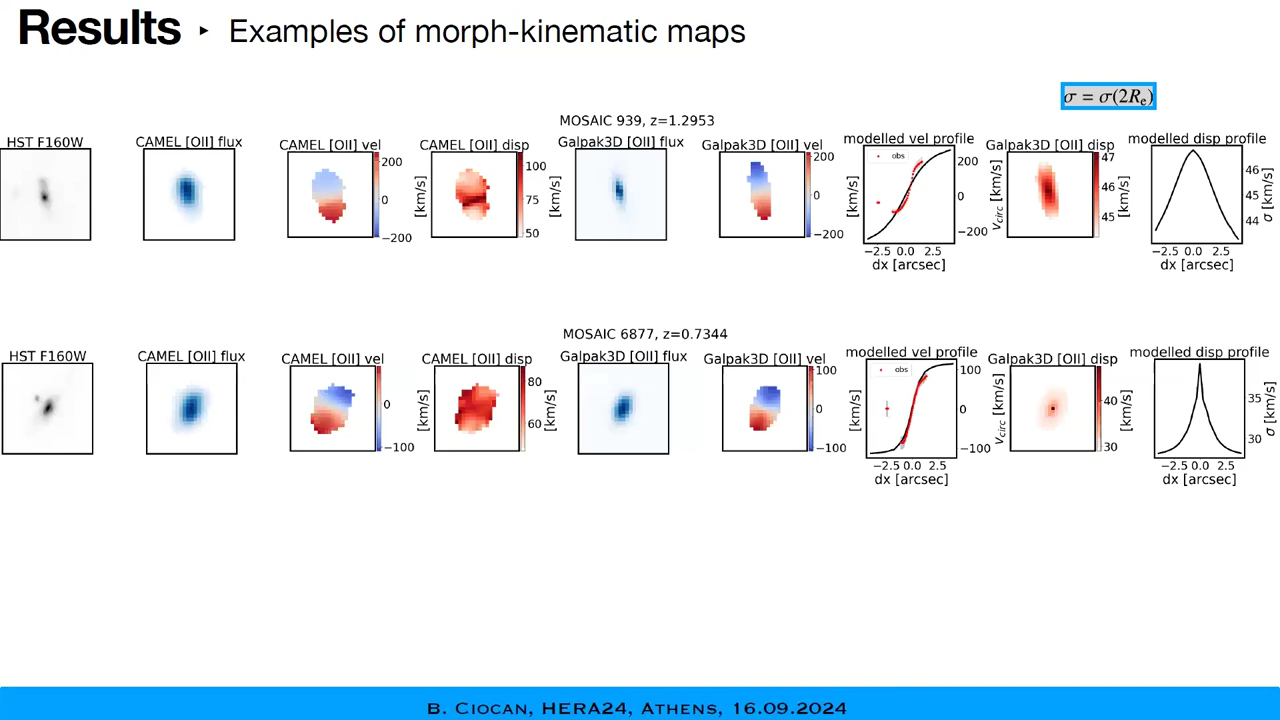 Results ▸ Examples of morph-kinematic maps
σ = σ(2Re)
MOSAIC 939, z=1.2953
HST F160W
CAMEL [OII] flux
CAMEL [OII] vel
200
0
−200
[km/s]
CAMEL [OII] disp
100
75
50
[km/s]
Galpak3D [OII] flux
Galpak3D [OII] vel
200
0
−200
[km/s]
modelled vel profile
obs
200
0
−200
vcirc [km/s]
−2.5 0.0 2.5
dx [arcsec]
Galpak3D [OII] disp
47
46
45
[km/s]
modelled disp profile
46
45
44
σ [km/s]
−2.5 0.0 2.5
dx [arcsec]
MOSAIC 6877, z=0.7344
HST F160W
CAMEL [OII] flux
CAMEL [OII] vel
0
−100
[km/s]
CAMEL [OII] disp
80
60
[km/s]
Galpak3D [OII] flux
Galpak3D [OII] vel
100
0
−100
[km/s]
modelled vel profile
obs
100
0
−100
vcirc [km/s]
−2.5 0.0 2.5
dx [arcsec]
Galpak3D [OII] disp
40
30
[km/s]
modelled disp profile
35
30
σ [km/s]
−2.5 0.0 2.5
dx [arcsec]
B. Ciocan, HERA24, Athens, 16.09.2024